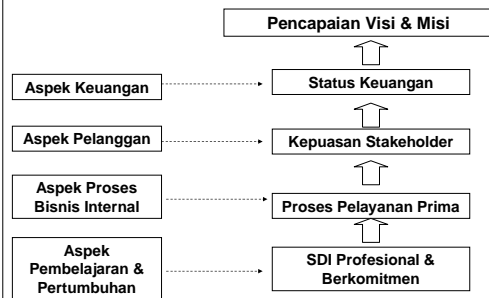 Pencapaian Visi & Misi
Aspek Keuangan
Status Keuangan
Aspek Pelanggan
Kepuasan Stakeholder
Aspek Proses
Bisnis Internal
Proses Pelayanan Prima
Aspek
Pembelajaran &
Pertumbuhan
SDI Profesional &
Berkomitmen